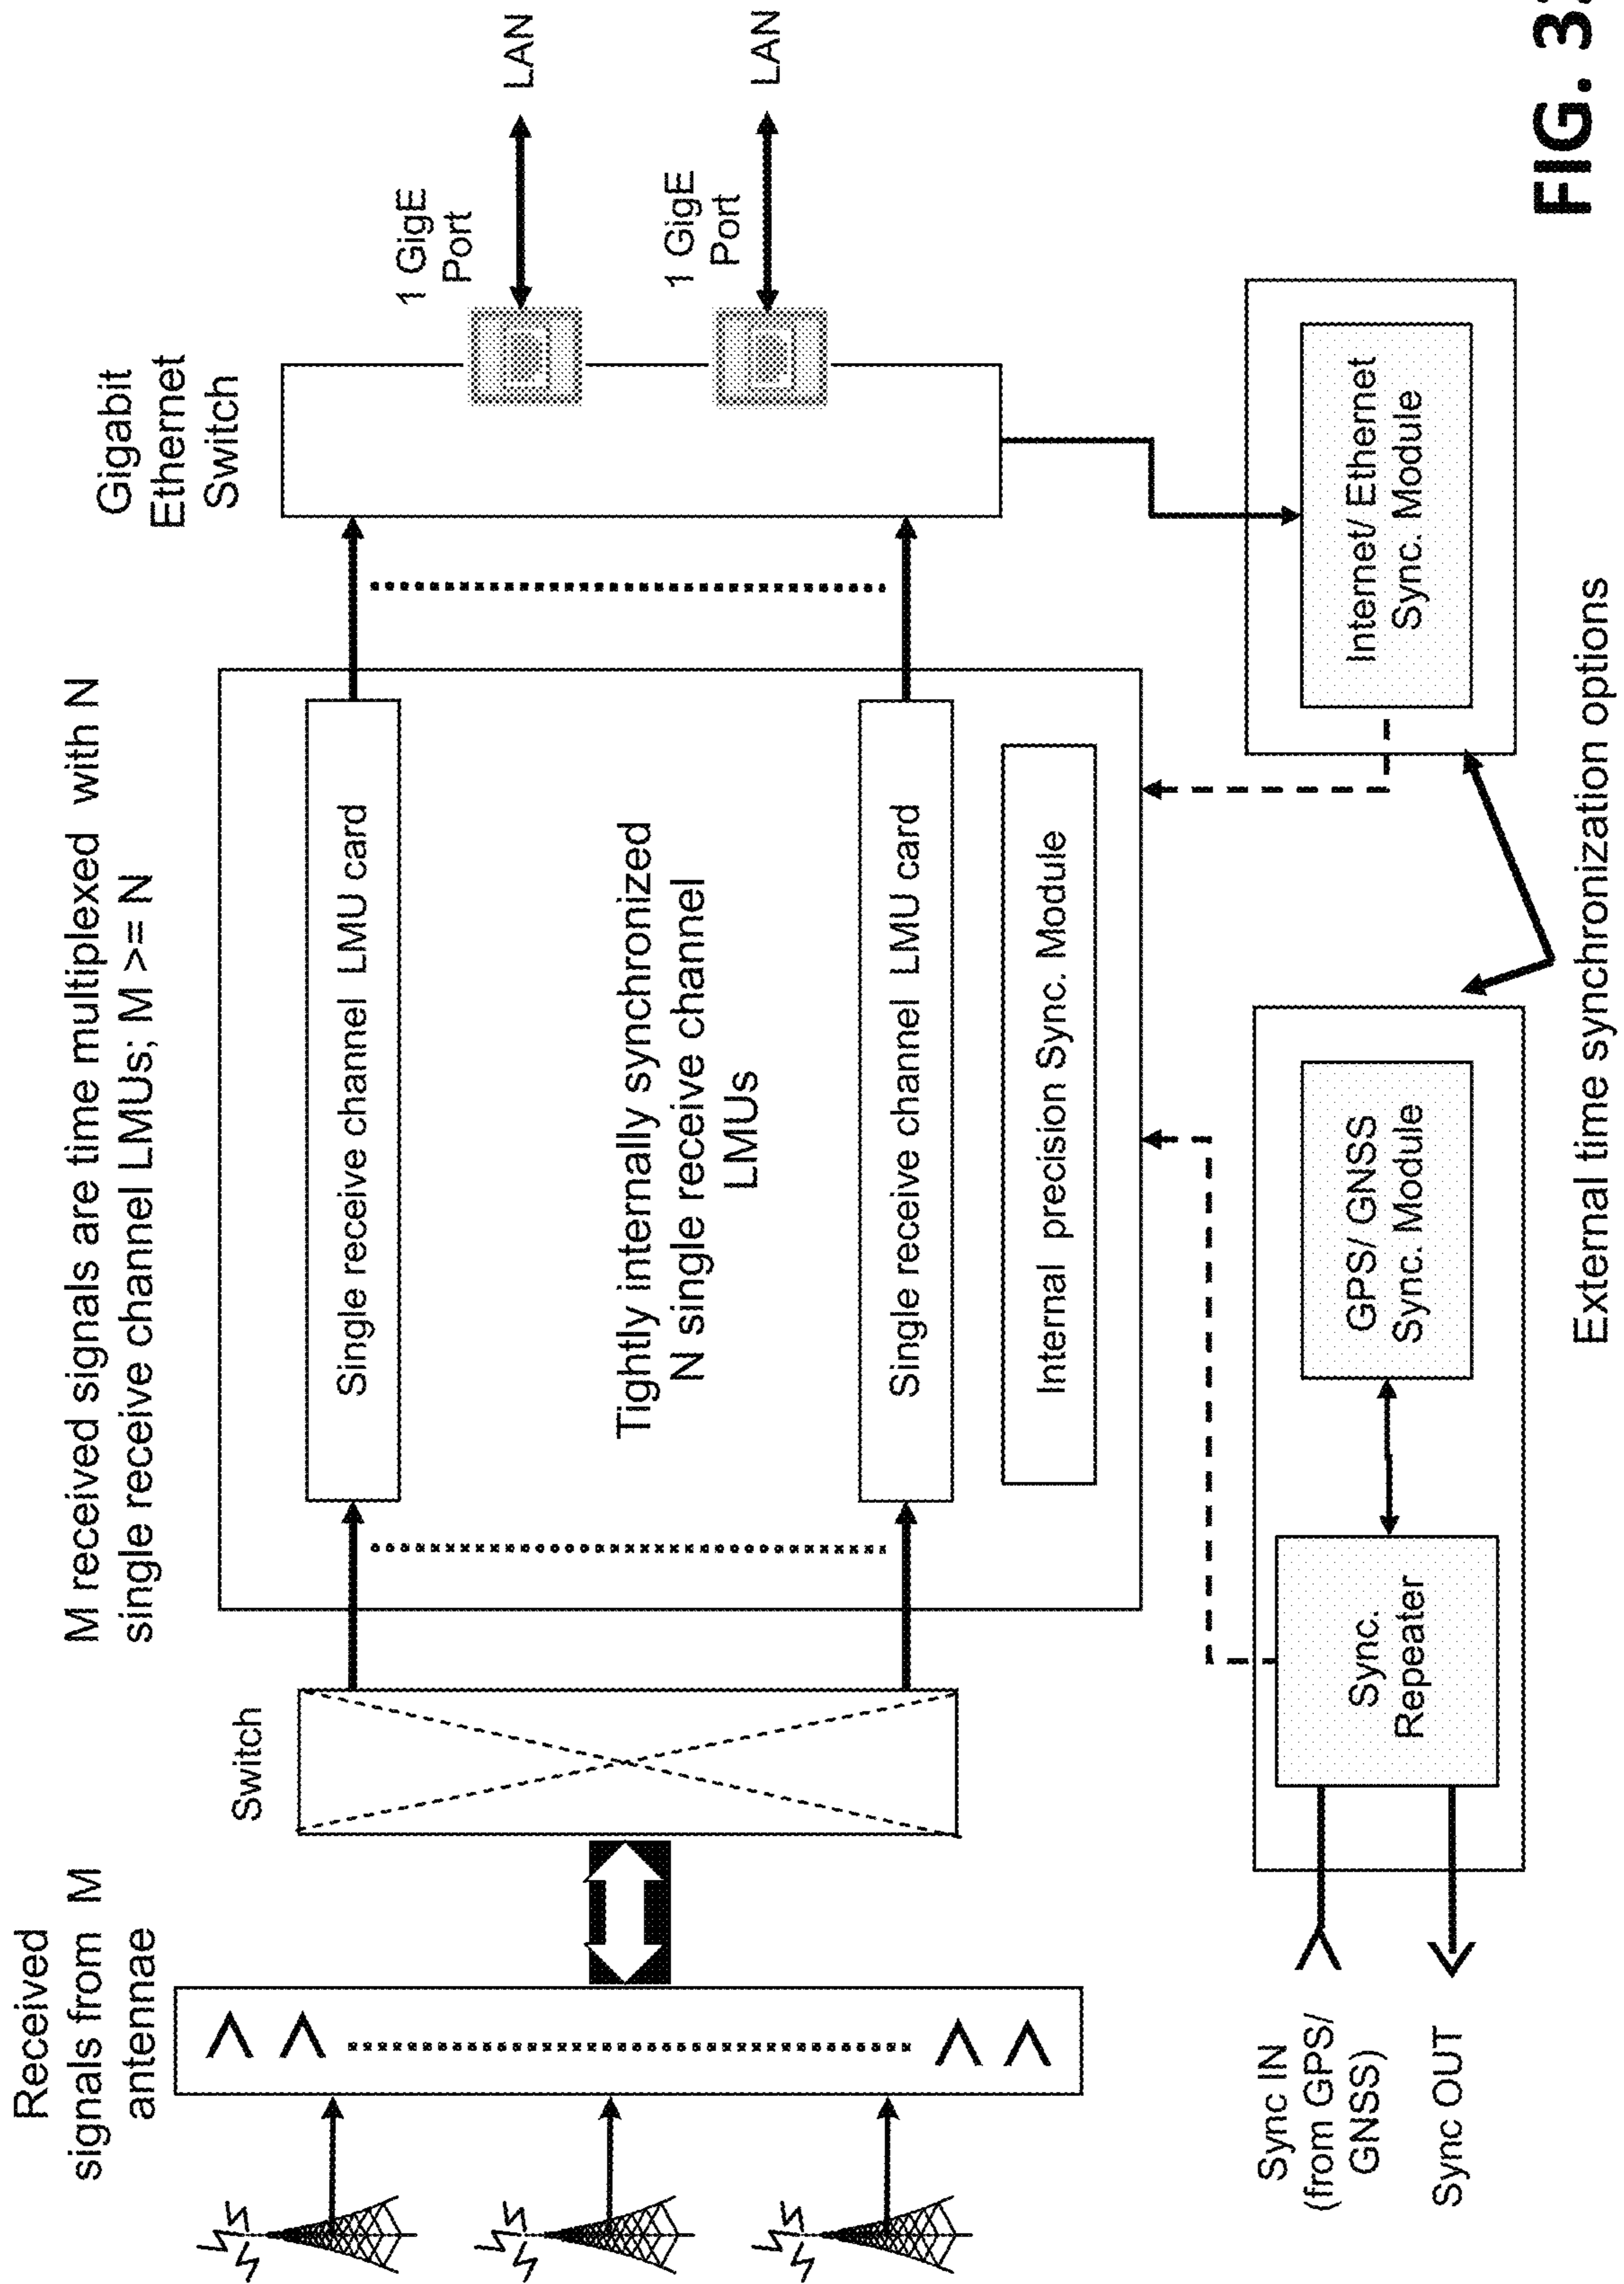 Received
signals from M
antennae
Switch
M received signals are time multiplexed with N
single receive channel LMUs; M >= N
Single receive channel LMU card
Tightly internally synchronized
N single receive channel
LMUs
Single receive channel LMU card
Internal precision Sync. Module
Gigabit
Ethernet
Switch
1 GigE
Port
LAN
1 GigE
Port
LAN
Sync IN
(from GPS/
GNSS)
Sync OUT
Sync.
Repeater
GPS/ GNSS
Sync. Module
Internet/ Ethernet
Sync. Module
External time synchronization options
FIG.